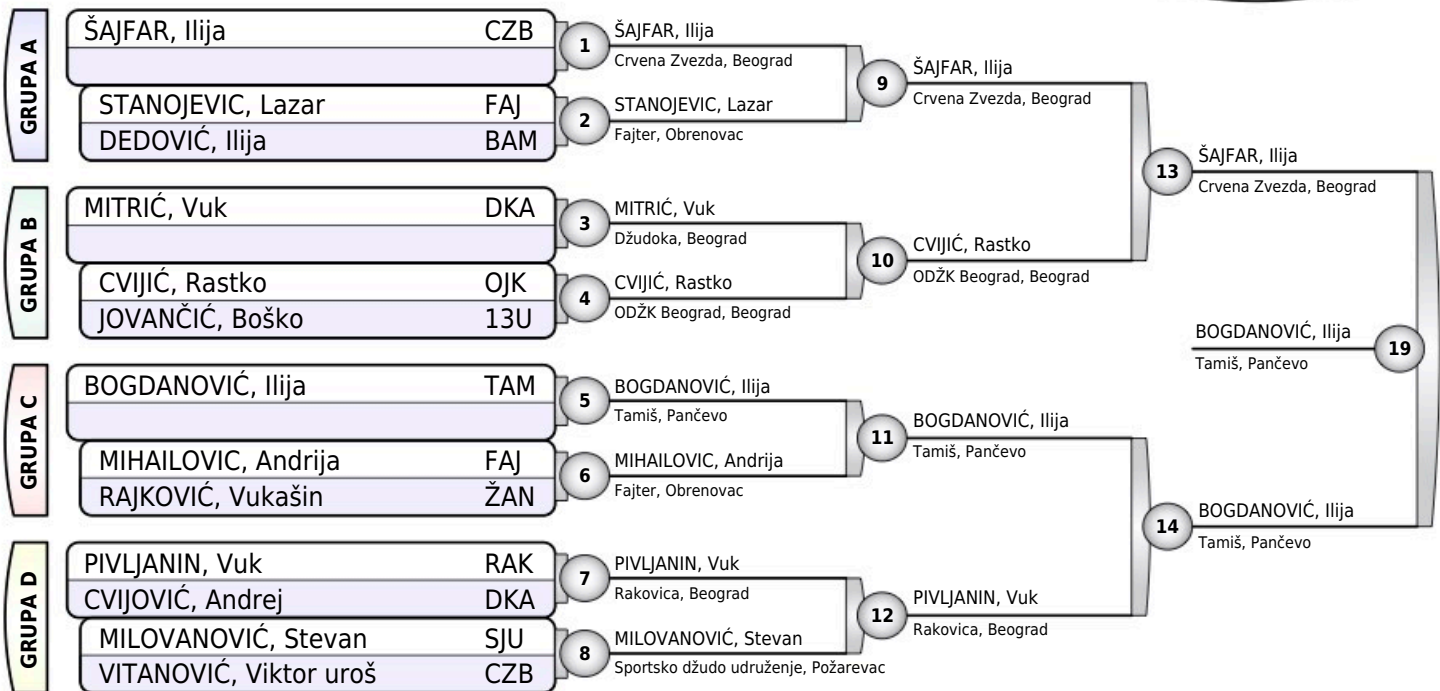 GRUPA A
ŠAJFAR, Ilija CZB
STANOJEVIC, Lazar FAJ
DEDOVIĆ, Ilija BAM
1
ŠAJFAR, Ilija
Crvena Zvezda, Beograd
2
STANOJEVIC, Lazar
Fajter, Obrenovac
9
ŠAJFAR, Ilija
Crvena Zvezda, Beograd
GRUPA B
MITRIĆ, Vuk DKA
CVIJIĆ, Rastko OJK
JOVANČIĆ, Boško 13U
3
MITRIĆ, Vuk
Džudoka, Beograd
4
CVIJIĆ, Rastko
ODŽK Beograd, Beograd
10
CVIJIĆ, Rastko
ODŽK Beograd, Beograd
13
ŠAJFAR, Ilija
Crvena Zvezda, Beograd
GRUPA C
BOGDANOVIĆ, Ilija TAM
MIHAILOVIC, Andrija FAJ
RAJKOVIĆ, Vukašin ŽAN
5
BOGDANOVIĆ, Ilija
Tamiš, Pančevo
6
MIHAILOVIC, Andrija
Fajter, Obrenovac
11
BOGDANOVIĆ, Ilija
Tamiš, Pančevo
GRUPA D
PIVLJANIN, Vuk RAK
CVIJOVIĆ, Andrej DKA
MILOVANOVIĆ, Stevan SJU
VITANOVIĆ, Viktor uroš CZB
7
PIVLJANIN, Vuk
Rakovica, Beograd
8
MILOVANOVIĆ, Stevan
Sportsko džudo udruženje, Požarevac
12
PIVLJANIN, Vuk
Rakovica, Beograd
14
BOGDANOVIĆ, Ilija
Tamiš, Pančevo
BOGDANOVIĆ, Ilija
Tamiš, Pančevo
19